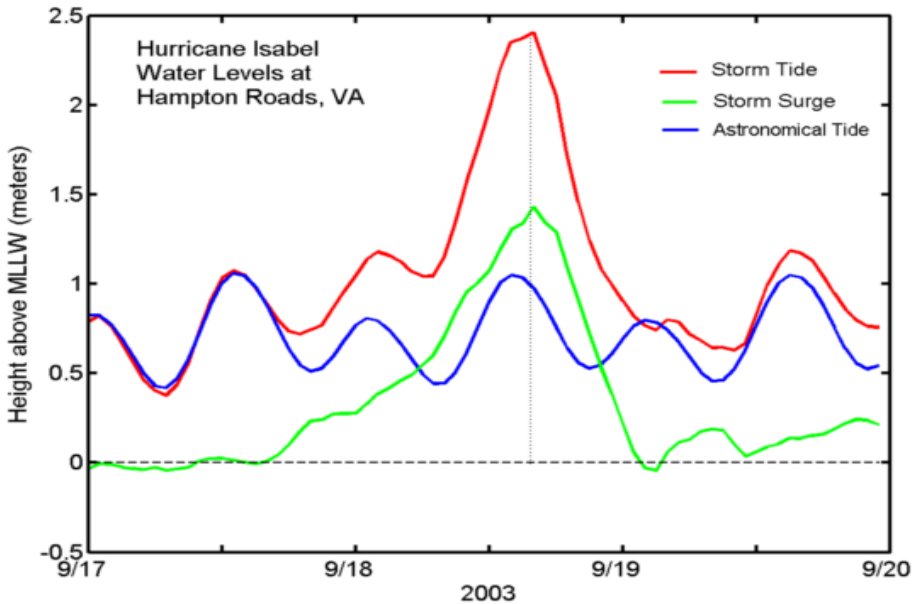 2.5
Hurricane Isabel
Water Levels at
Hampton Roads, VA
Storm Tide
Storm Surge
Astronomical Tide
2
1.5
1
0.5
0
-0.5
Height above MLLW (meters)
9/17
9/18
9/19
9/20
2003